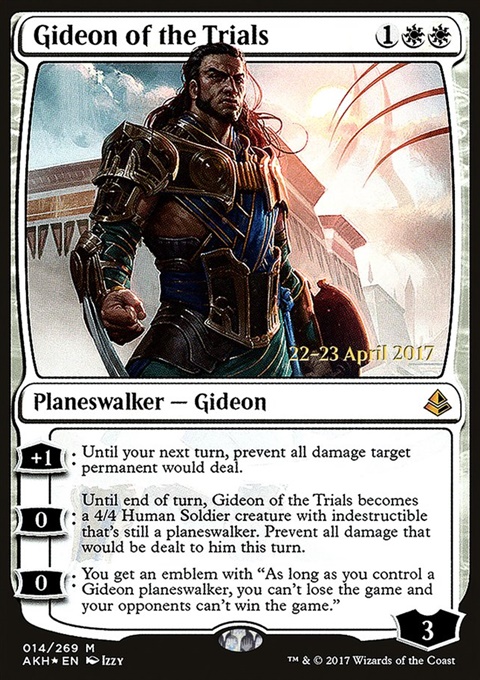 Gideon of the Trials 1
22–23 April 2017
Planeswalker — Gideon
+1 : Until your next turn, prevent all damage target
permanent would deal.
0 : Until end of turn, Gideon of the Trials becomes
a 4/4 Human Soldier creature with indestructible
that's still a planeswalker. Prevent all damage that
would be dealt to him this turn.
0 : You get an emblem with “As long as you control a
Gideon planeswalker, you can't lose the game and
your opponents can't win the game.”
3
014/269 M
AKH★EN Izzy
™ & © 2017 Wizards of the Coast